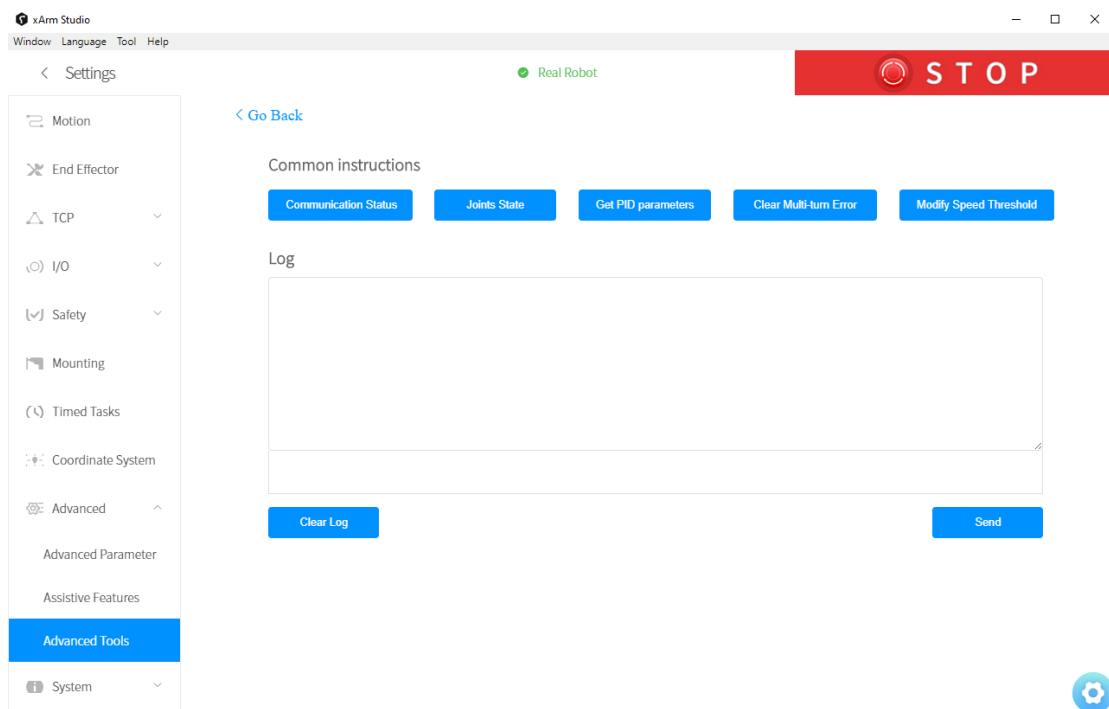 xArm Studio
Window Language Tool Help
Settings
Real Robot
STOP
Motion
End Effector
TCP
I/O
Safety
Mounting
Timed Tasks
Coordinate System
Advanced
Advanced Parameter
Assistive Features
Advanced Tools
System
Go Back
Common instructions
Communication Status Joints State Get PID parameters Clear Multi-turn Error Modify Speed Threshold
Log
Clear Log Send